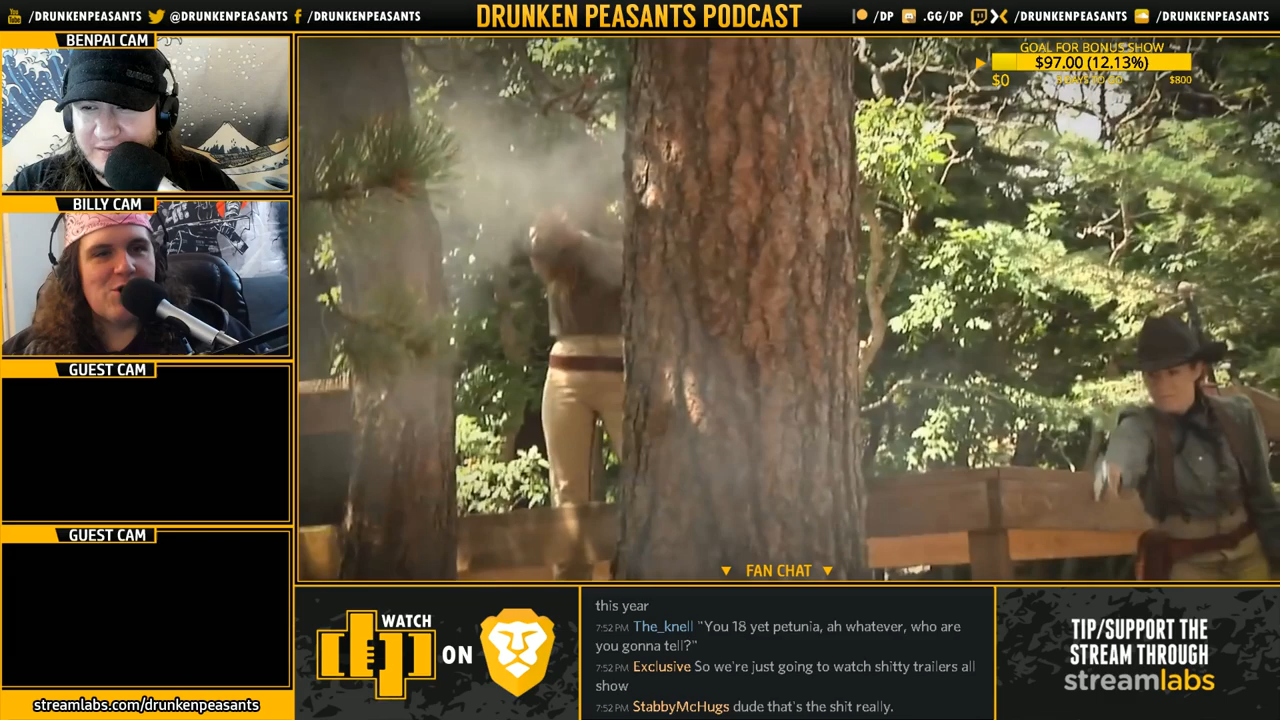 You Tube /DRUNKENPEASANTS @DRUNKENPEASANTS /DRUNKENPEASANTS
DRUNKEN PEASANTS PODCAST
/DP .GG/DP /DRUNKENPEASANTS /DRUNKENPEASANTS
BENPAI CAM
BILLY CAM
GUEST CAM
GUEST CAM
streamlabs.com/drunkenpeasants
GOAL FOR BONUS SHOW
$97.00 (12.13%)
$0
$800
FAN CHAT
WATCH
ON
this year
7:52 PM The_knell "You 18 yet petunia, ah whatever, who are
you gonna tell?"
7:52 PM Exclusive So we're just going to watch shitty trailers all
show
7:52 PM StabbyMcHugs dude that's the shit really.
TIP/SUPPORT THE
STREAM THROUGH
streamlabs